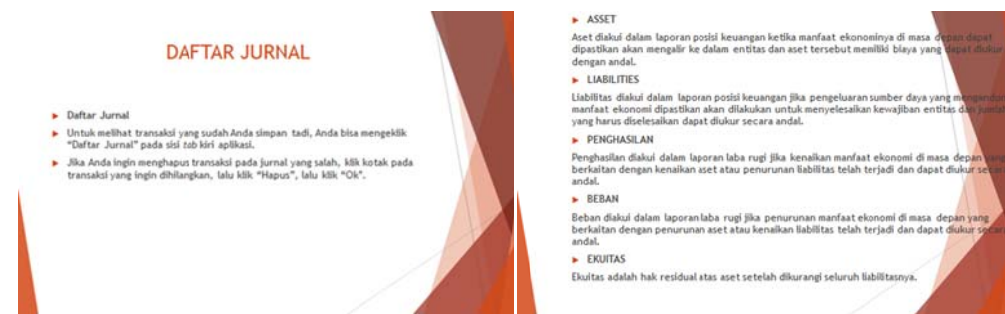 DAFTAR JURNAL
Daftar Jurnal
Untuk melihat transaksi yang sudah Anda simpan tadi, Anda bisa mengeklik
"Daftar Jurnal" pada sisi tab kiri aplikasi.
Jika Anda ingin menghapus transaksi pada jurnal yang salah, klik kotak pada
transaksi yang ingin dihilangkan, lalu klik "Hapus", lalu klik "Ok".
ASSET
Aset diakui dalam laporan posisi keuangan ketika manfaat ekonominya di masa depan dapat
dipastikan akan mengalir ke dalam entitas dan aset tersebut memiliki biaya yang dapat diukur
dengan andal.
LIABILITIES
Liabilitas diakui dalam laporan posisi keuangan jika pengeluaran sumber daya yang mengandung
manfaat ekonomi dipastikan akan dilakukan untuk menyelesaikan kewajiban entitas dan jumlah
yang harus diselesaikan dapat diukur secara andal.
PENGHASILAN
Penghasilan diakui dalam laporan laba rugi jika kenaikan manfaat ekonomi di masa depan yang
berkaitan dengan kenaikan aset atau penurunan liabilitas telah terjadi dan dapat diukur secara
andal.
BEBAN
Beban diakui dalam laporan laba rugi jika penurunan manfaat ekonomi di masa depan yang
berkaitan dengan penurunan aset atau kenaikan liabilitas telah terjadi dan dapat diukur secara
andal.
EKUITAS
Ekuitas adalah hak residual atas aset setelah dikurangi seluruh liabilitasnya.